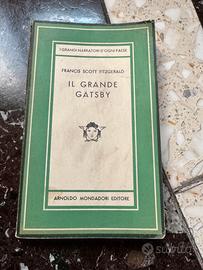 I GRANDI NARRATORI D'OGNI PAESE
FRANCIS SCOTT FITZGERALD
IL GRANDE
GATSBY
ARNOLDO MONDADORI EDITORE
subito